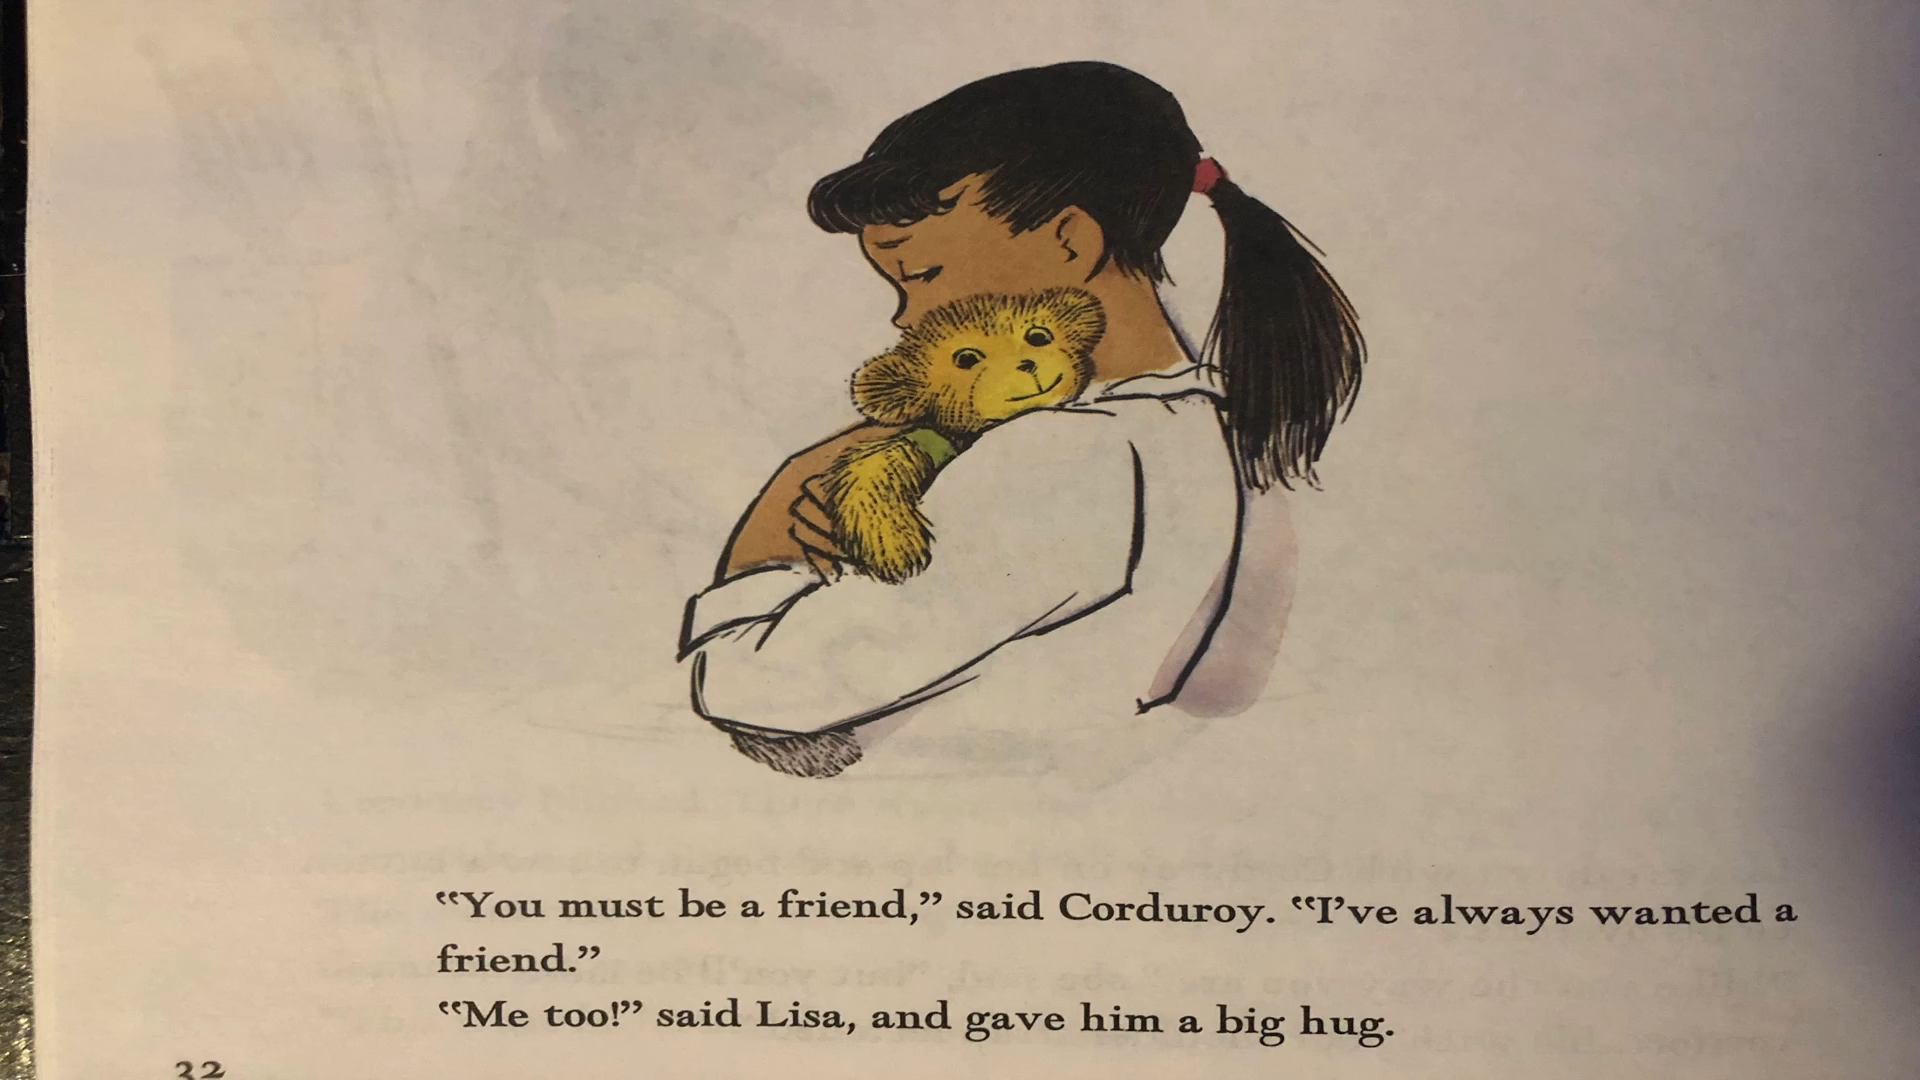 “You must be a friend,” said Corduroy. “I’ve always wanted a
friend.”
“Me too!” said Lisa, and gave him a big hug.
32